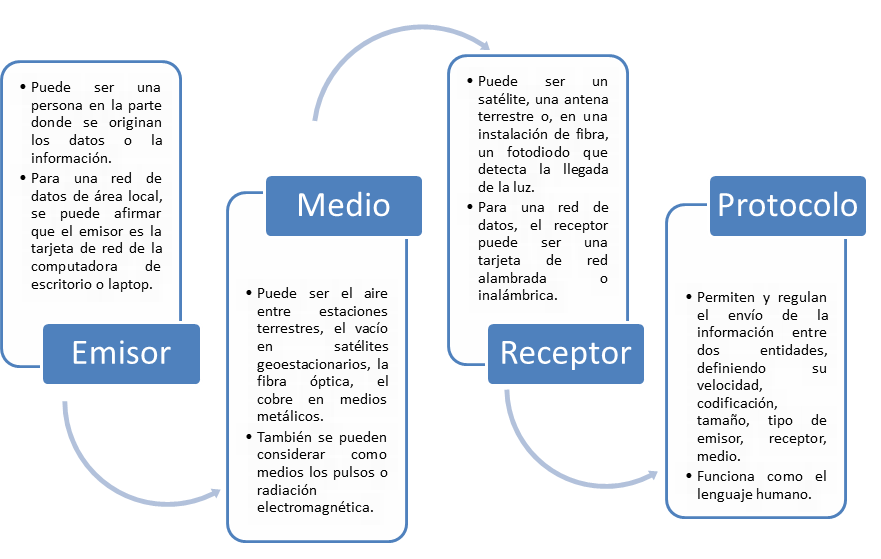 • Puede ser una
persona en la parte
donde se originan
los datos o la
información.
• Para una red de
datos de área local,
se puede afirmar
que el emisor es la
tarjeta de red de la
computadora de
escritorio o laptop.
Emisor
Medio
• Puede ser el aire
entre estaciones
terrestres, el vacío
en satélites
geoestacionarios, la
fibra óptica, el
cobre en medios
metálicos.
• También se pueden
considerar como
medios los pulsos o
radiación
electromagnética.
• Puede ser un
satélite, una antena
terrestre o, en una
instalación de fibra,
un fotodiodo que
detecta la llegada
de la luz.
• Para una red de
datos, el receptor
puede ser una
tarjeta de red
alambrada o
inalámbrica.
Receptor
Protocolo
• Permiten y regulan
el envío de la
información entre
dos entidades,
definiendo su
velocidad,
codificación,
tamaño, tipo de
emisor, receptor,
medio.
• Funciona como el
lenguaje humano.